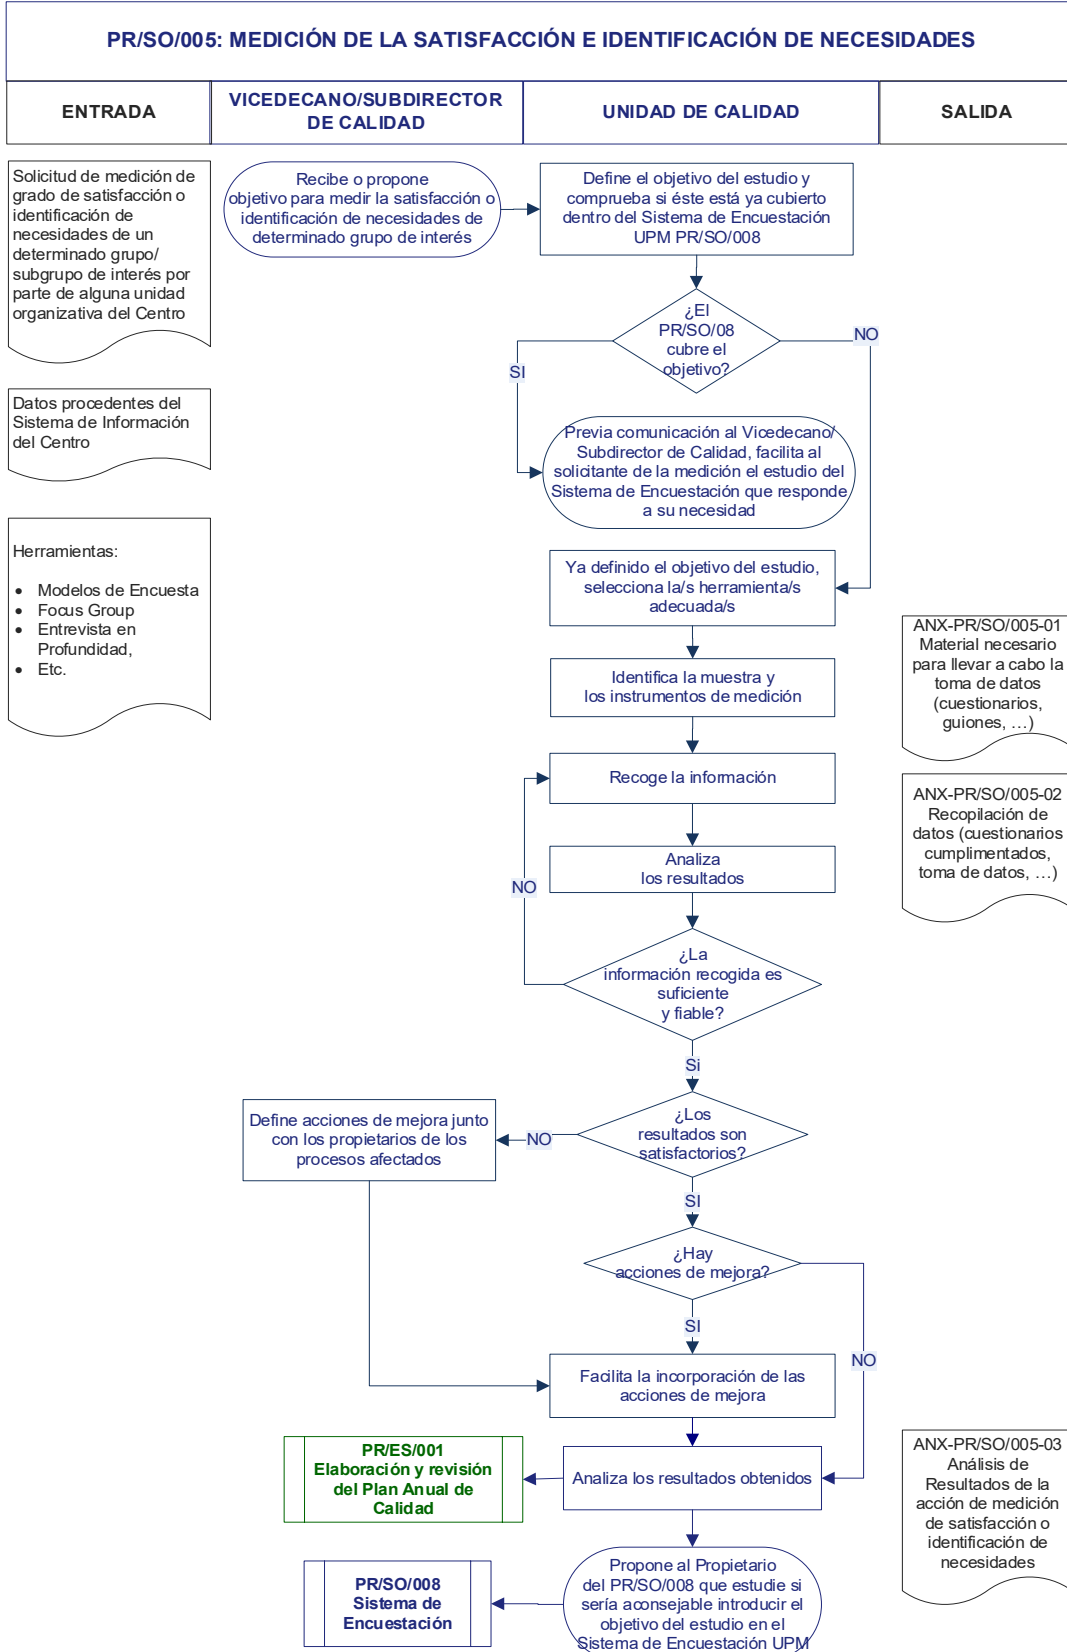 PR/SO/005: MEDICIÓN DE LA SATISFACCIÓN E IDENTIFICACIÓN DE NECESIDADES
ENTRADA
VICEDECANO/SUBDIRECTOR
DE CALIDAD
UNIDAD DE CALIDAD
SALIDA
Solicitud de medición de
grado de satisfacción o
identificación de
necesidades de un
determinado grupo/
subgrupo de interés por
parte de alguna unidad
organizativa del Centro
Recibe o propone
objetivo para medir la satisfacción o
identificación de necesidades de
determinado grupo de interés
Define el objetivo del estudio y
comprueba si éste está ya cubierto
dentro del Sistema de Encuestación
UPM PR/SO/008
¿El
PR/SO/08
cubre el
objetivo?
NO
SI
Datos procedentes del
Sistema de Información
del Centro
Previa comunicación al Vicedecano/
Subdirector de Calidad, facilita al
solicitante de la medición el estudio del
Sistema de Encuestación que responde
a su necesidad
Herramientas:
• Modelos de Encuesta
• Focus Group
• Entrevista en
Profundidad,
• Etc.
Ya definido el objetivo del estudio,
selecciona la/s herramienta/s
adecuada/s
Identifica la muestra y
los instrumentos de medición
ANX-PR/SO/005-01
Material necesario
para llevar a cabo la
toma de datos
(cuestionarios,
guiones, …)
Recoge la información
ANX-PR/SO/005-02
Recopilación de
datos (cuestionarios
cumplimentados,
toma de datos, …)
Analiza
los resultados
NO
¿La
información recogida es
suficiente
y fiable?
Si
¿Los
resultados son
satisfactorios?
NO
Define acciones de mejora junto
con los propietarios de los
procesos afectados
SI
¿Hay
acciones de mejora?
SI
NO
Facilita la incorporación de las
acciones de mejora
PR/ES/001
Elaboración y revisión
del Plan Anual de
Calidad
Analiza los resultados obtenidos
ANX-PR/SO/005-03
Análisis de
Resultados de la
acción de medición
de satisfacción o
identificación de
necesidades
PR/SO/008
Sistema de
Encuestación
Propone al Propietario
del PR/SO/008 que estudie si
sería aconsejable introducir el
objetivo del estudio en el
Sistema de Encuestación UPM